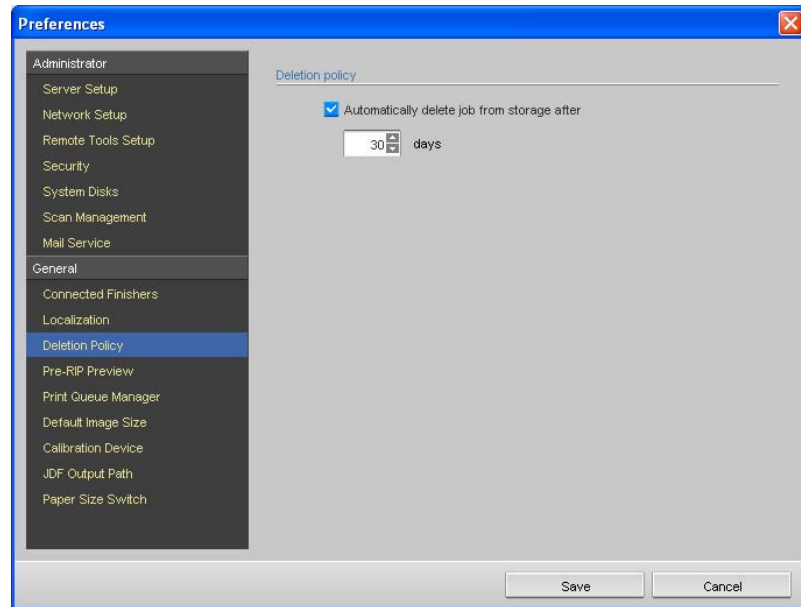 Preferences
Administrator
Server Setup
Network Setup
Remote Tools Setup
Security
System Disks
Scan Management
Mail Service
General
Connected Finishers
Localization
Deletion Policy
Pre-RIP Preview
Print Queue Manager
Default Image Size
Calibration Device
JDF Output Path
Paper Size Switch
Deletion policy
Automatically delete job from storage after
30 days
Save Cancel